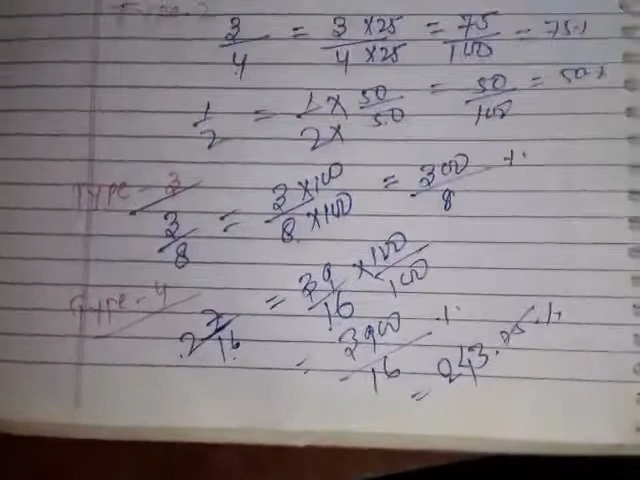 3/4 = 3 ×25/4 ×25 = 75/100 = 75%
1/2 = 1×50/2×50 = 50/100 = 50%
Type - 3
3/8 = 3 ×100/8 ×100 = 300/8 %
Type - 4
2 7/16 = 39/16 ×100/100
= 3900/16 %
= 243.75%